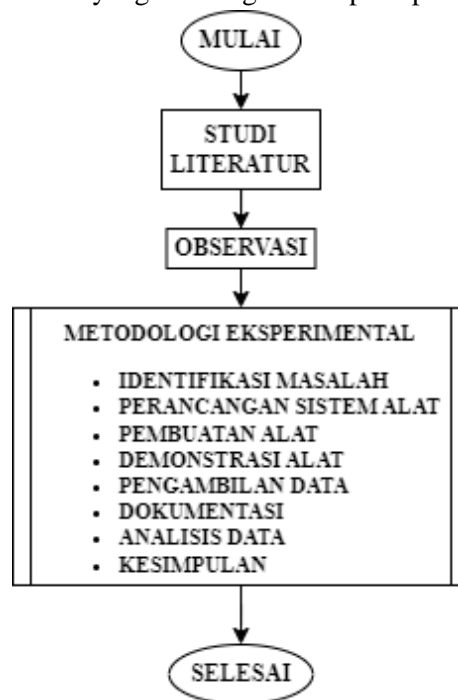 MULAI
STUDI
LITERATUR
OBSERVASI
METODOLOGI EKSPERIMENTAL
• IDENTIFIKASI MASALAH
• PERANCANGAN SISTEM ALAT
• PEMBUATAN ALAT
• DEMONSTRASI ALAT
• PENGAMBILAN DATA
• DOKUMENTASI
• ANALISIS DATA
• KESIMPULAN
SELESAI